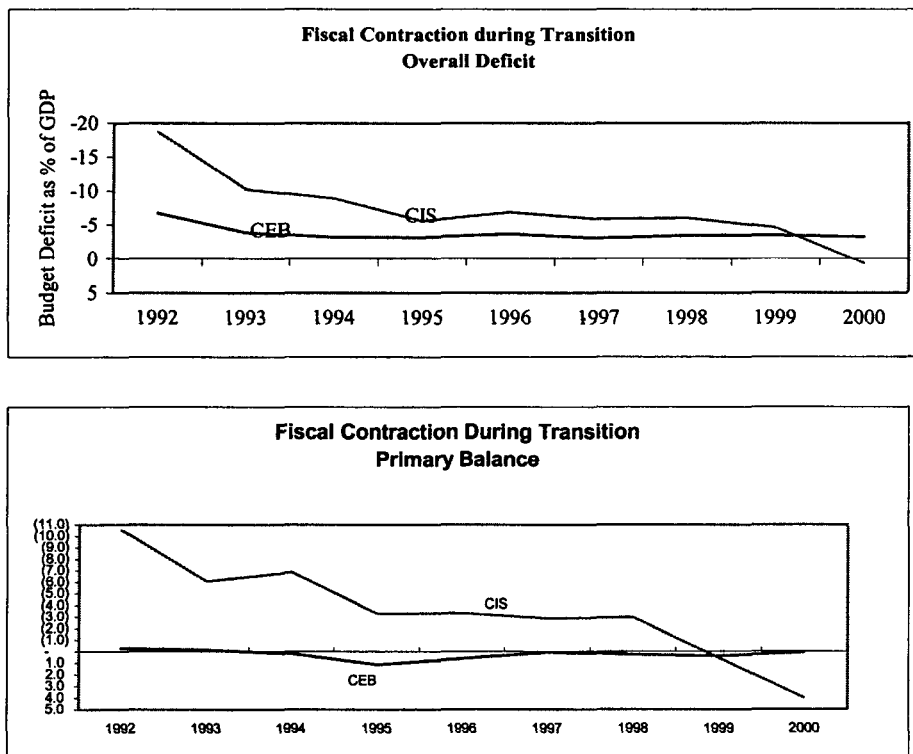 Fiscal Contraction during Transition
Overall Deficit
Budget Deficit as % of GDP
-20
-15
-10
-5
0
5
CIS
CEB
1992 1993 1994 1995 1996 1997 1998 1999 2000
Fiscal Contraction During Transition
Primary Balance
(11.0)
(10.0)
(9.0)
(8.0)
(7.0)
(6.0)
(5.0)
(4.0)
(3.0)
(2.0)
(1.0)
-
1.0
2.0
3.0
4.0
5.0
CIS
CEB
1992 1993 1994 1995 1996 1997 1998 1999 2000